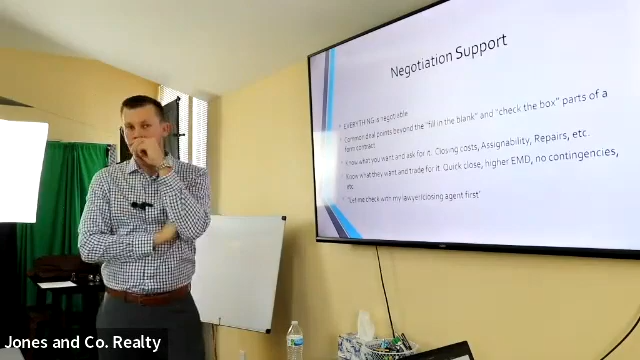 Negotiation Support
EVERYTHING is negotiable
Common deal points beyond the "fill in the blank" and "check the box" parts of a
form contract
Know what you want and ask for it. Closing costs, Assignability, Repairs, etc.
Know what they want and trade for it. Quick close, higher EMD, no contingencies,
etc.
"Let me check with my lawyer/closing agent first"
Jones and Co. Realty